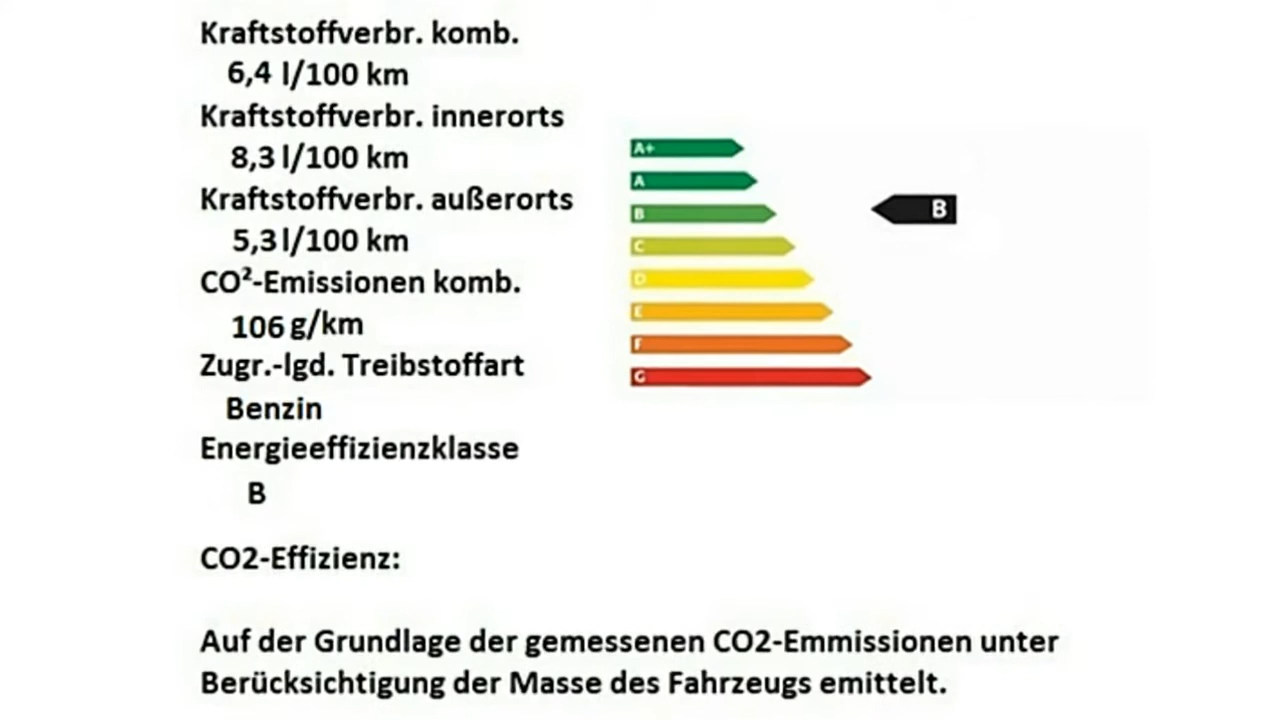 Kraftstoffverbr. komb.
6,4 l/100 km
Kraftstoffverbr. innerorts
8,3 l/100 km
Kraftstoffverbr. außerorts
5,3 l/100 km
CO²-Emissionen komb.
106 g/km
Zugr.-lgd. Treibstoffart
Benzin
Energieeffizienzklasse
B
A+
A
B
B
C
D
E
F
G
CO2-Effizienz:
Auf der Grundlage der gemessenen CO2-Emmissionen unter
Berücksichtigung der Masse des Fahrzeugs emittelt.